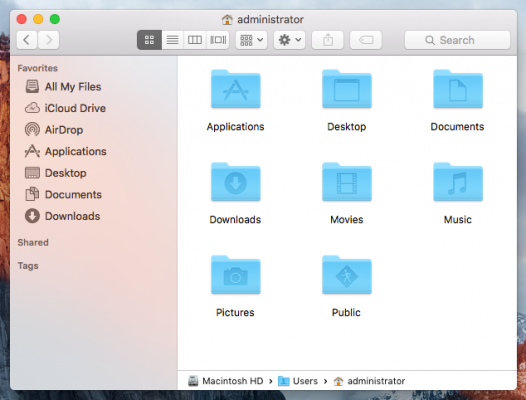 administrator
Search
Favorites
All My Files
iCloud Drive
AirDrop
Applications
Desktop
Documents
Downloads
Shared
Tags
Applications Desktop Documents
Downloads Movies Music
Pictures Public
Macintosh HD › Users › administrator